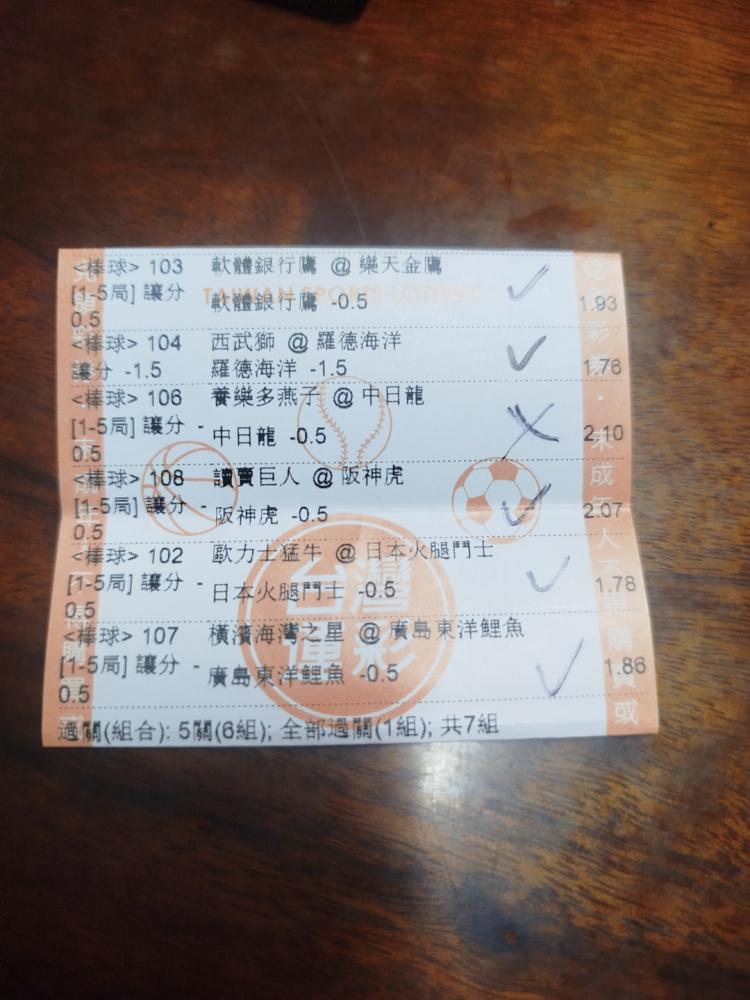 <棒球> 103 軟體銀行鷹 @ 樂天金鷹
[1-5局] 讓分 -0.5 軟體銀行鷹 -0.5 1.93
TAIWAN SPORTS LOTTERY
<棒球> 104 西武獅 @ 羅德海洋
讓分 -1.5 羅德海洋 -1.5 1.76
<棒球> 106 養樂多燕子 @ 中日龍
[1-5局] 讓分 -0.5 中日龍 -0.5 2.10
<棒球> 108 讀賣巨人 @ 阪神虎
[1-5局] 讓分 -0.5 阪神虎 -0.5 2.07
<棒球> 102 歐力士猛牛 @ 日本火腿鬥士
[1-5局] 讓分 -0.5 日本火腿鬥士 -0.5 1.78
台灣
運彩
<棒球> 107 橫濱海灣之星 @ 廣島東洋鯉魚
[1-5局] 讓分 -0.5 廣島東洋鯉魚 -0.5 1.86
過關(組合): 5關(6組); 全部過關(1組); 共7組